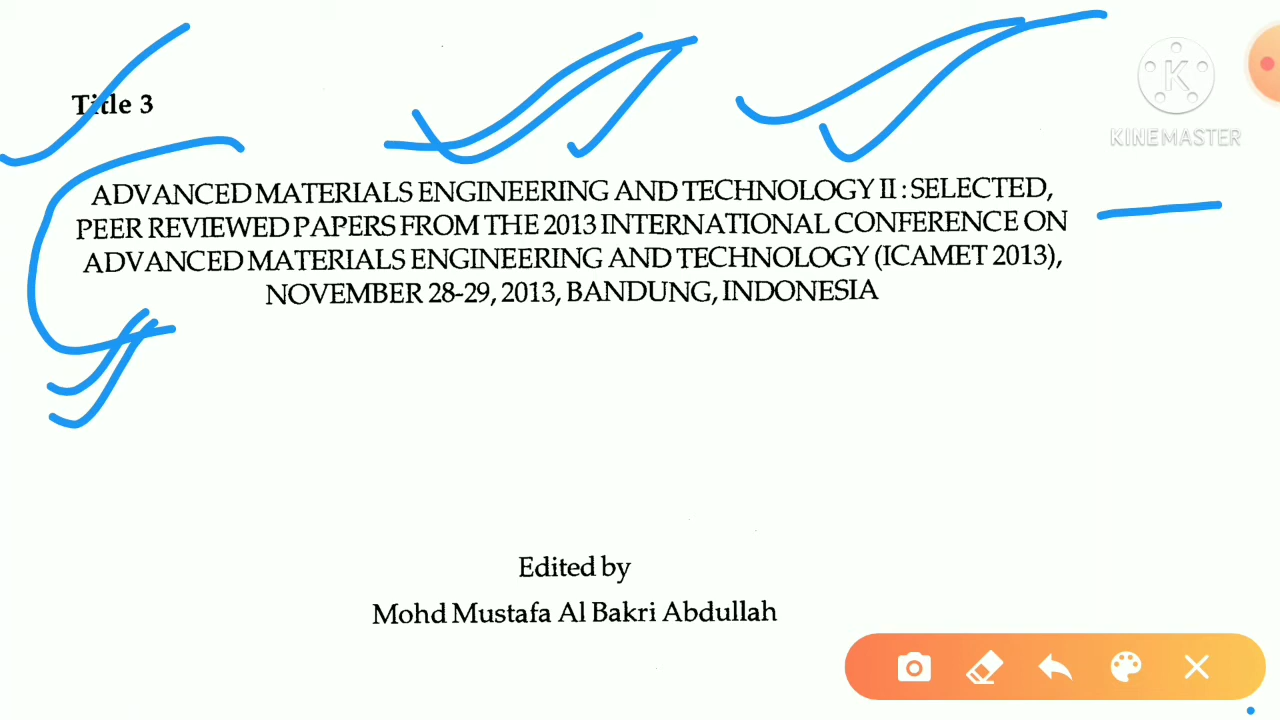 Title 3
KINEMASTER
ADVANCED MATERIALS ENGINEERING AND TECHNOLOGY II : SELECTED,
PEER REVIEWED PAPERS FROM THE 2013 INTERNATIONAL CONFERENCE ON
ADVANCED MATERIALS ENGINEERING AND TECHNOLOGY (ICAMET 2013),
NOVEMBER 28-29, 2013, BANDUNG, INDONESIA
Edited by
Mohd Mustafa Al Bakri Abdullah